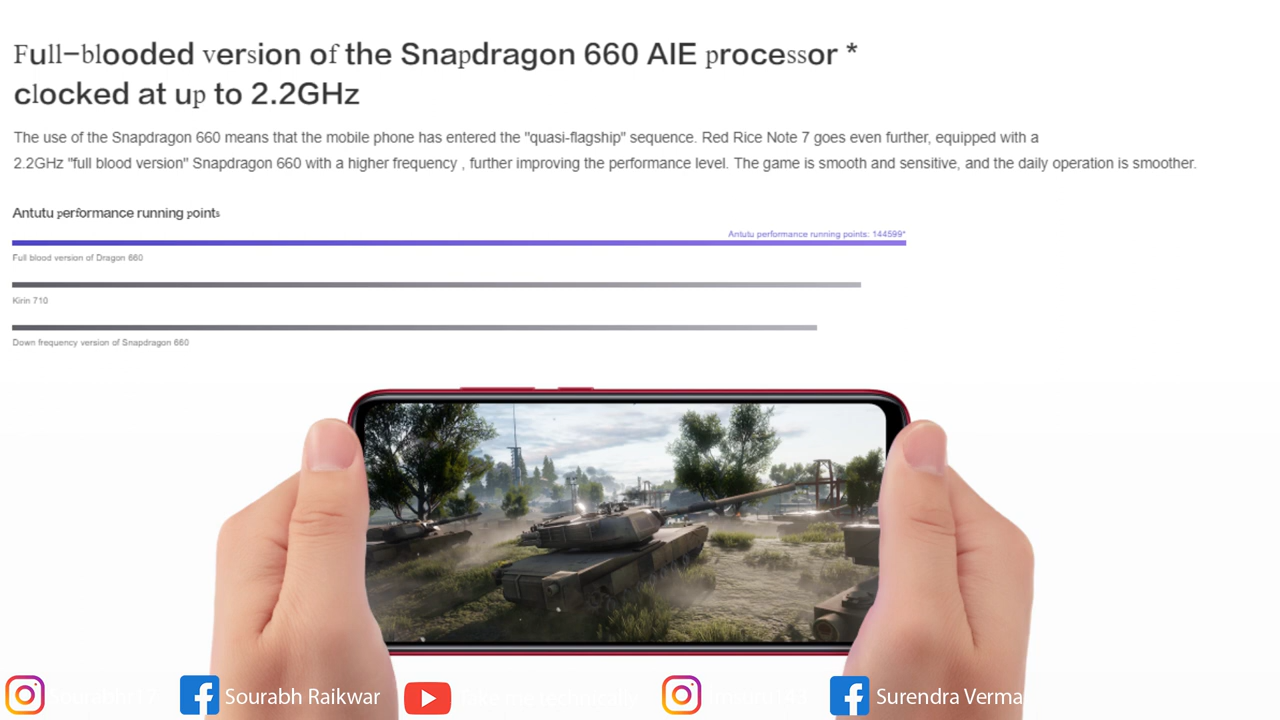 Full-blooded version of the Snapdragon 660 AIE processor *
clocked at up to 2.2GHz
The use of the Snapdragon 660 means that the mobile phone has entered the "quasi-flagship" sequence. Red Rice Note 7 goes even further, equipped with a
2.2GHz "full blood version" Snapdragon 660 with a higher frequency , further improving the performance level. The game is smooth and sensitive, and the daily operation is smoother.
Antutu performance running points
Antutu performance running points: 144599*
Full blood version of Dragon 660
Kirin 710
Down frequency version of Snapdragon 660
Sourabh Raikwar
Surendra Verma